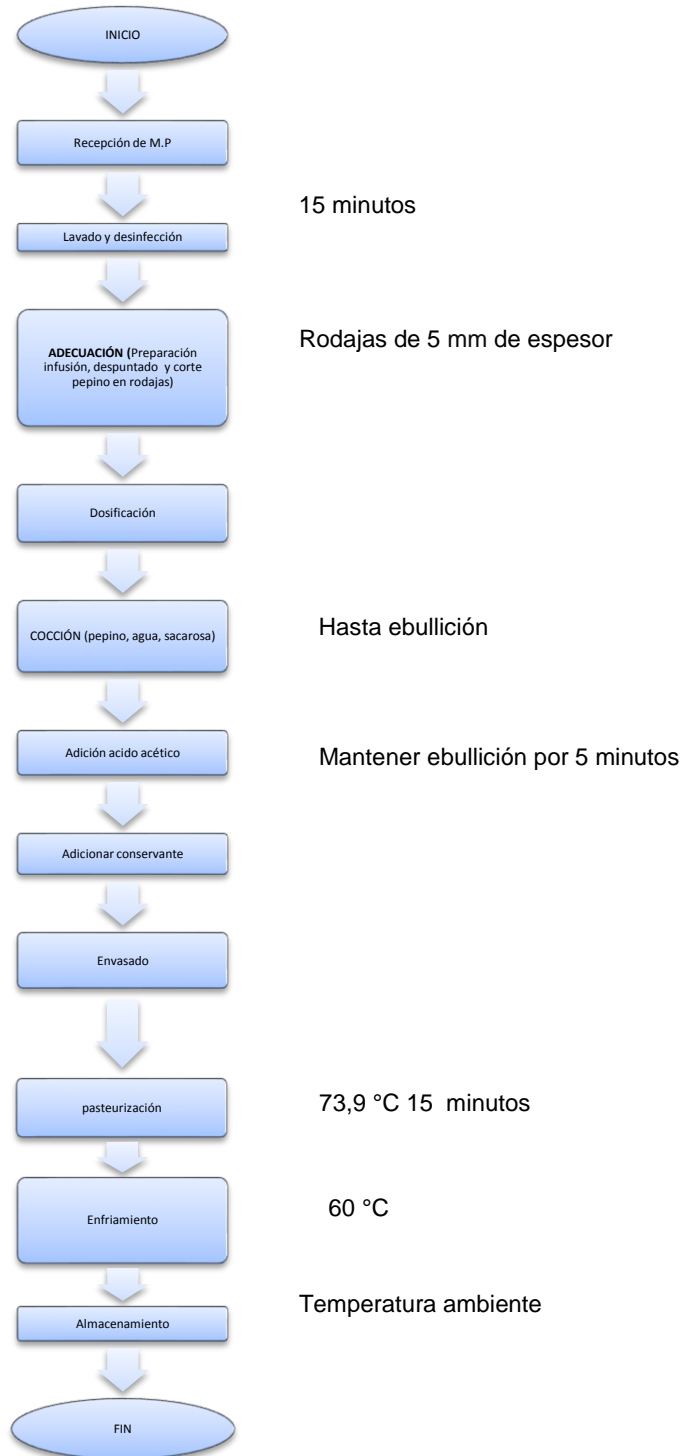 INICIO
Recepción de M.P
15 minutos
Lavado y desinfección
Rodajas de 5 mm de espesor
ADECUACIÓN (Preparación
infusión, despuntado y corte
pepino en rodajas)
Dosificación
COCCIÓN (pepino, agua, sacarosa)
Hasta ebullición
Adición acido acético
Mantener ebullición por 5 minutos
Adicionar conservante
Envasado
pasteurización
73,9 °C 15 minutos
Enfriamiento
60 °C
Temperatura ambiente
Almacenamiento
FIN